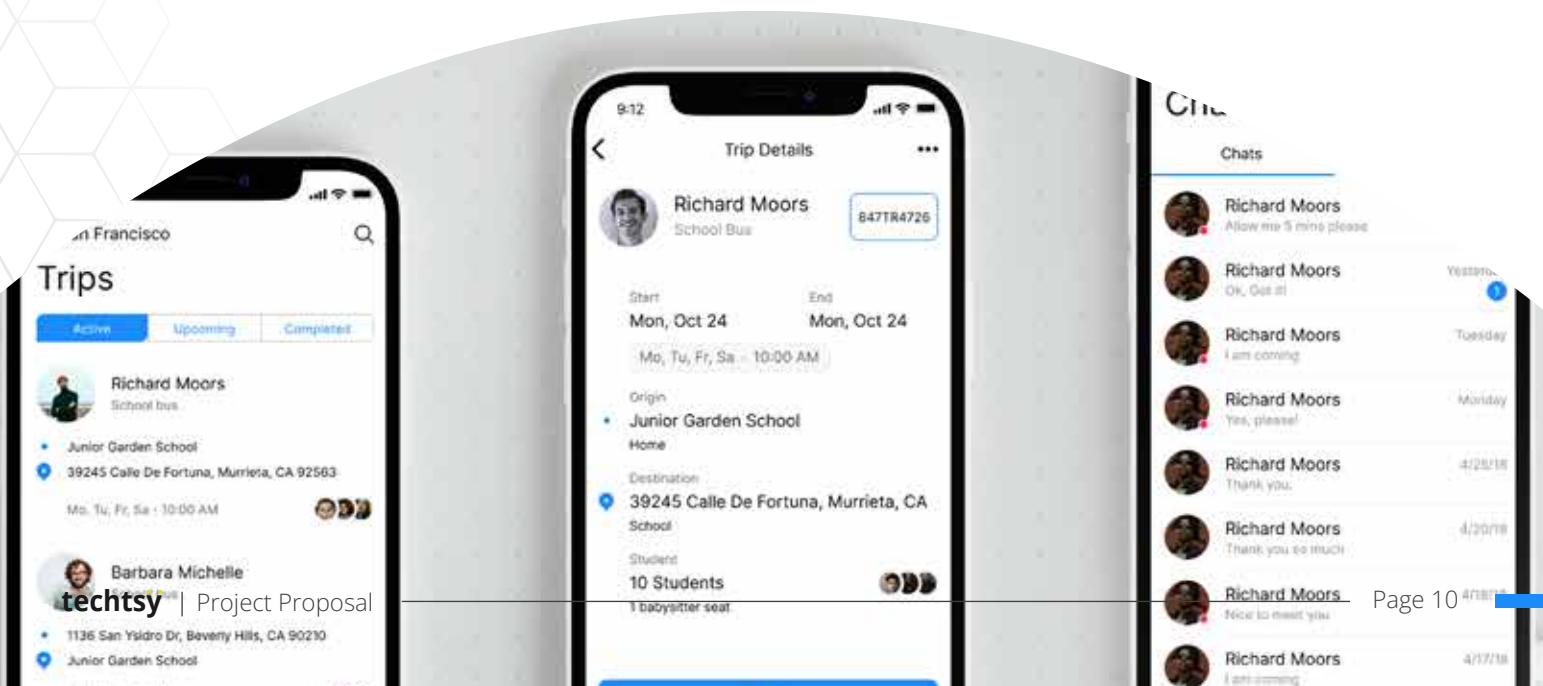 n Francisco
Trips
Active
Upcoming
Completed
Richard Moors
School bus
Junior Garden School
39245 Calle De Fortuna, Murrieta, CA 92563
Mo, Tu, Fr, Sa - 10:00 AM
Barbara Michelle
1136 San Ysidro Dr, Beverly Hills, CA 90210
Junior Garden School
9:12
Trip Details
Richard Moors
School Bus
847TR4726
Start
End
Mon, Oct 24
Mon, Oct 24
Mo, Tu, Fr, Sa - 10:00 AM
Origin
Junior Garden School
Home
Destination
39245 Calle De Fortuna, Murrieta, CA
School
Student
10 Students
1 babysitter seat
Chats
Richard Moors
Allow me 5 mins please
Richard Moors
Ok, Got it!
1
Richard Moors
Tuesday
I am coming
Richard Moors
Monday
Yes, please!
Richard Moors
4/25/18
Thank you.
Richard Moors
4/20/18
Thank you so much
Richard Moors
Nice to meet you
Richard Moors
4/17/18
I am coming
techtsy | Project Proposal
Page 10